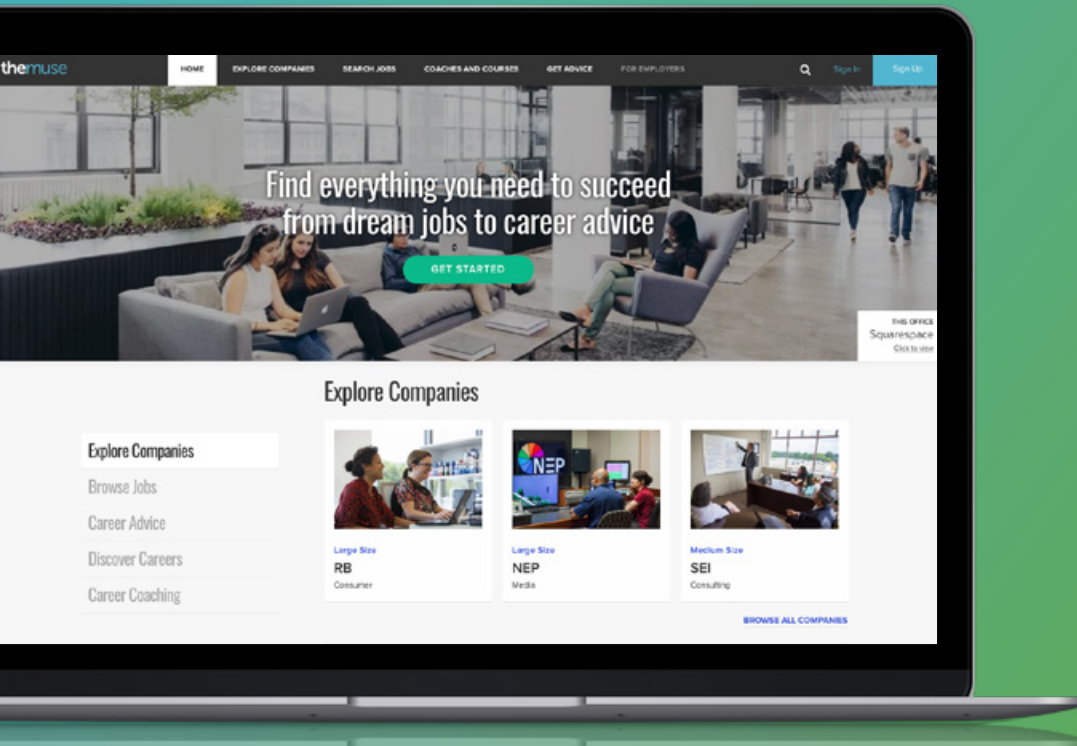 themuse
HOME
EXPLORE COMPANIES
SEARCH JOBS
COACHES AND COURSES
GET ADVICE
FOR EMPLOYERS
Sign In
Sign Up
Find everything you need to succeed
from dream jobs to career advice
GET STARTED
THIS OFFICE
Squarespace
Click to view
Explore Companies
Explore Companies
Browse Jobs
Career Advice
Discover Careers
Career Coaching
NEP
Large Size
RB
Consumer
Large Size
NEP
Media
Medium Size
SEI
Consulting
BROWSE ALL COMPANIES